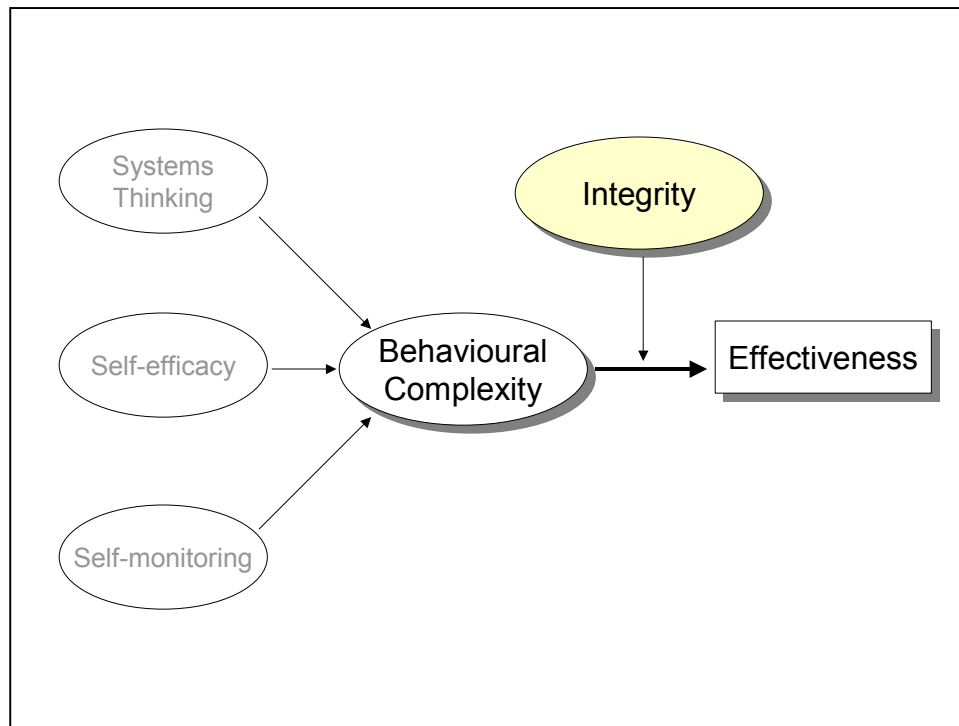 Systems
Thinking
Integrity
Self-efficacy
Behavioural
Complexity
Effectiveness
Self-monitoring